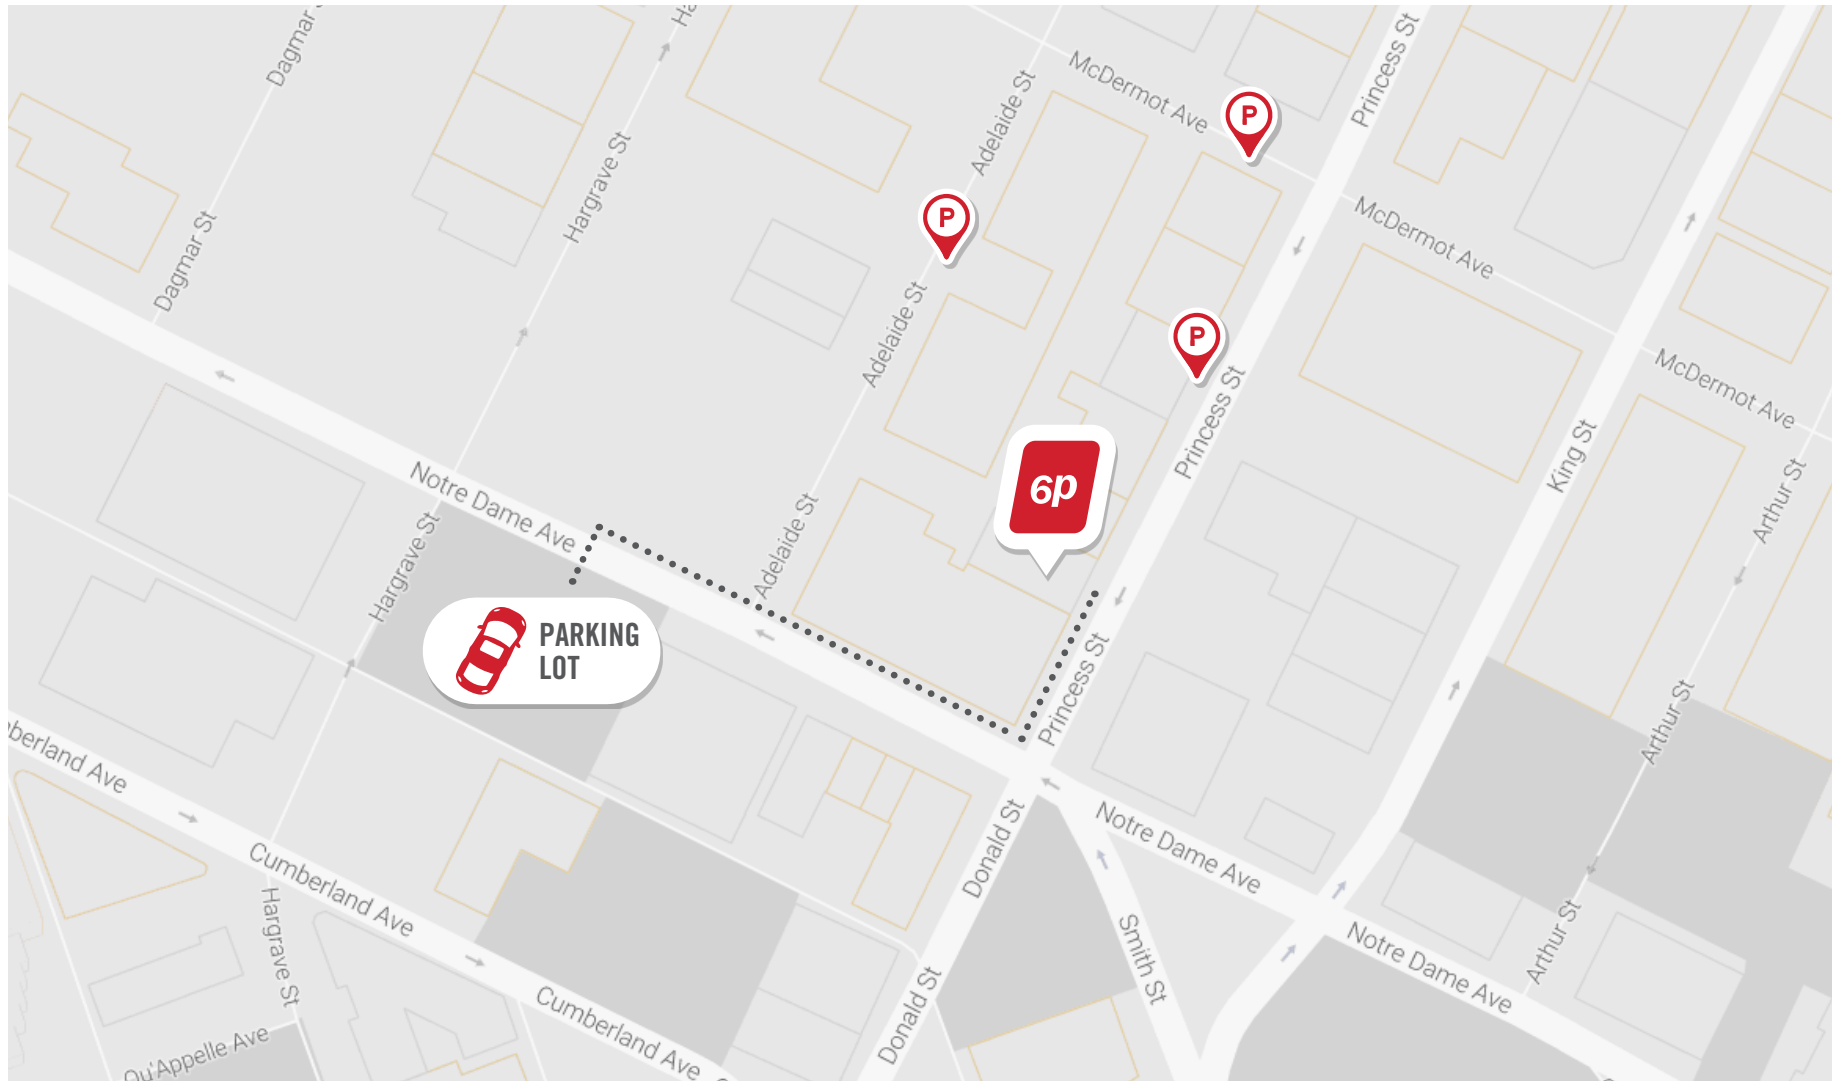 Dagmar S
Ha
Princess St
McDermot Ave
Adelaide St
P
Hargrave St
P
McDermot Ave
Dagmar St
Adelaide St
P
Princess St
McDermot Ave
King St
Notre Dame Ave
6p
Arthur St
Adelaide St
Hargrave St
PARKING
LOT
Princess St
Arthur St
berland Ave
Donald St
Notre Dame Ave
Cumberland Ave
Hargrave St
Smith St
Arthur St
Notre Dame Ave
Donald St
Cumberland Ave
Qu'Appelle Ave